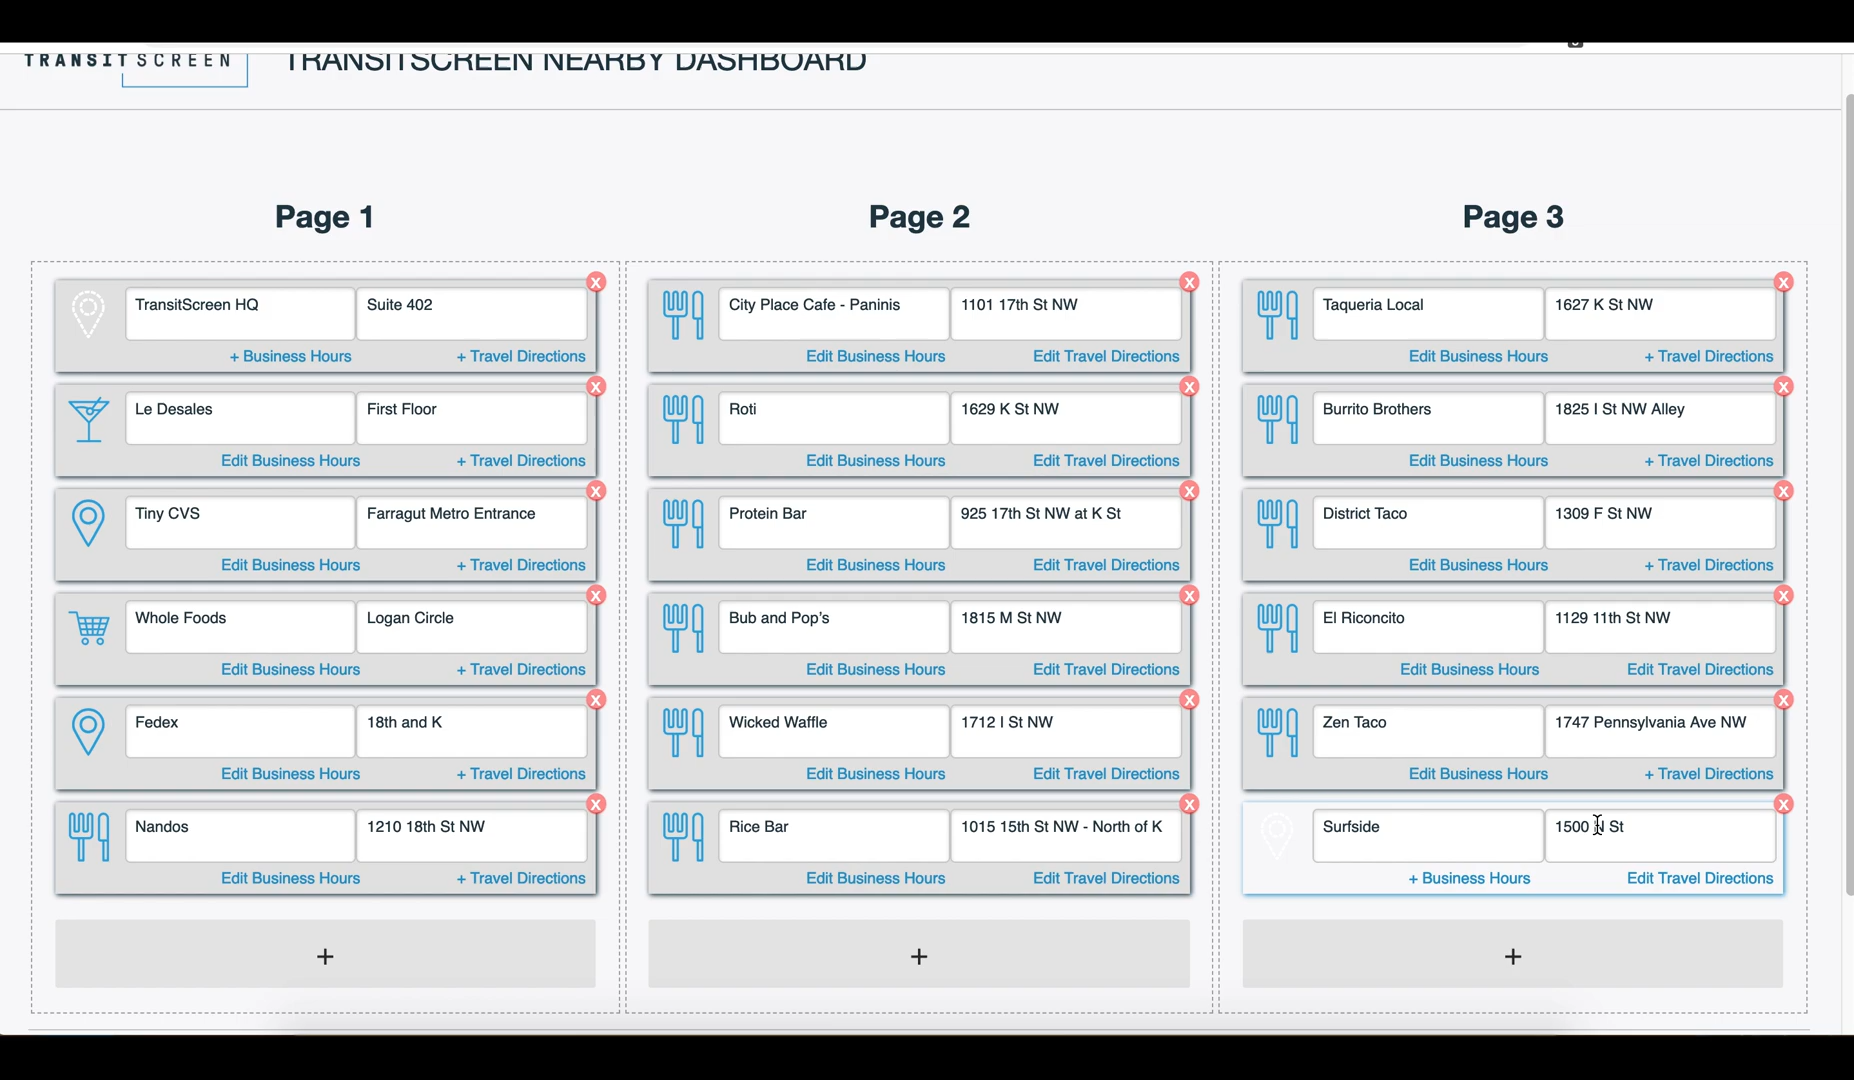 TRANSITSCREEN
TRANSITSCREEN NEARBY DASHBOARD
Page 1
X
TransitScreen HQ
Suite 402
+ Business Hours
+ Travel Directions
X
Le Desales
First Floor
Edit Business Hours
+ Travel Directions
X
Tiny CVS
Farragut Metro Entrance
Edit Business Hours
+ Travel Directions
X
Whole Foods
Logan Circle
Edit Business Hours
+ Travel Directions
X
Fedex
18th and K
Edit Business Hours
+ Travel Directions
X
Nandos
1210 18th St NW
Edit Business Hours
+ Travel Directions
+
Page 2
X
City Place Cafe - Paninis
1101 17th St NW
Edit Business Hours
Edit Travel Directions
X
Roti
1629 K St NW
Edit Business Hours
Edit Travel Directions
X
Protein Bar
925 17th St NW at K St
Edit Business Hours
Edit Travel Directions
X
Bub and Pop's
1815 M St NW
Edit Business Hours
Edit Travel Directions
X
Wicked Waffle
1712 I St NW
Edit Business Hours
Edit Travel Directions
X
Rice Bar
1015 15th St NW - North of K
Edit Business Hours
Edit Travel Directions
+
Page 3
X
Taqueria Local
1627 K St NW
Edit Business Hours
+ Travel Directions
X
Burrito Brothers
1825 I St NW Alley
Edit Business Hours
+ Travel Directions
X
District Taco
1309 F St NW
Edit Business Hours
+ Travel Directions
X
El Riconcito
1129 11th St NW
Edit Business Hours
Edit Travel Directions
X
Zen Taco
1747 Pennsylvania Ave NW
Edit Business Hours
+ Travel Directions
X
Surfside
1500 N St
+ Business Hours
Edit Travel Directions
+